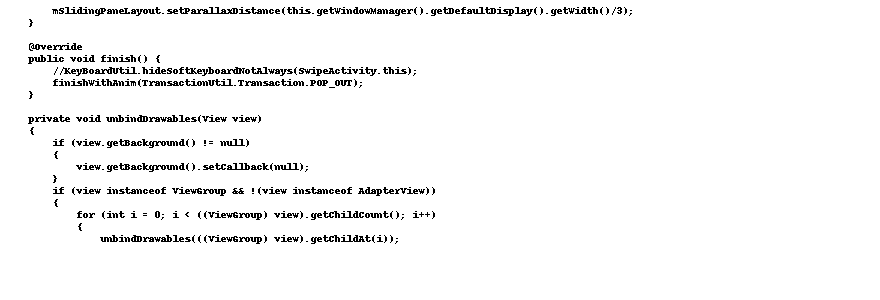 mSlidingPaneLayout.setParallaxDistance(this.getWindowManager().getDefaultDisplay().getWidth()/3);
}
@Override
public void finish() {
//KeyBoardUtil.hideSoftKeyboardNotAlways(SwipeActivity.this);
finishWithAnim(TransactionUtil.Transaction.POP_OUT);
}
private void unbindDrawables(View view)
{
if (view.getBackground() != null)
{
view.getBackground().setCallback(null);
}
if (view instanceof ViewGroup && !(view instanceof AdapterView))
{
for (int i = 0; i < ((ViewGroup) view).getChildCount(); i++)
{
unbindDrawables(((ViewGroup) view).getChildAt(i));